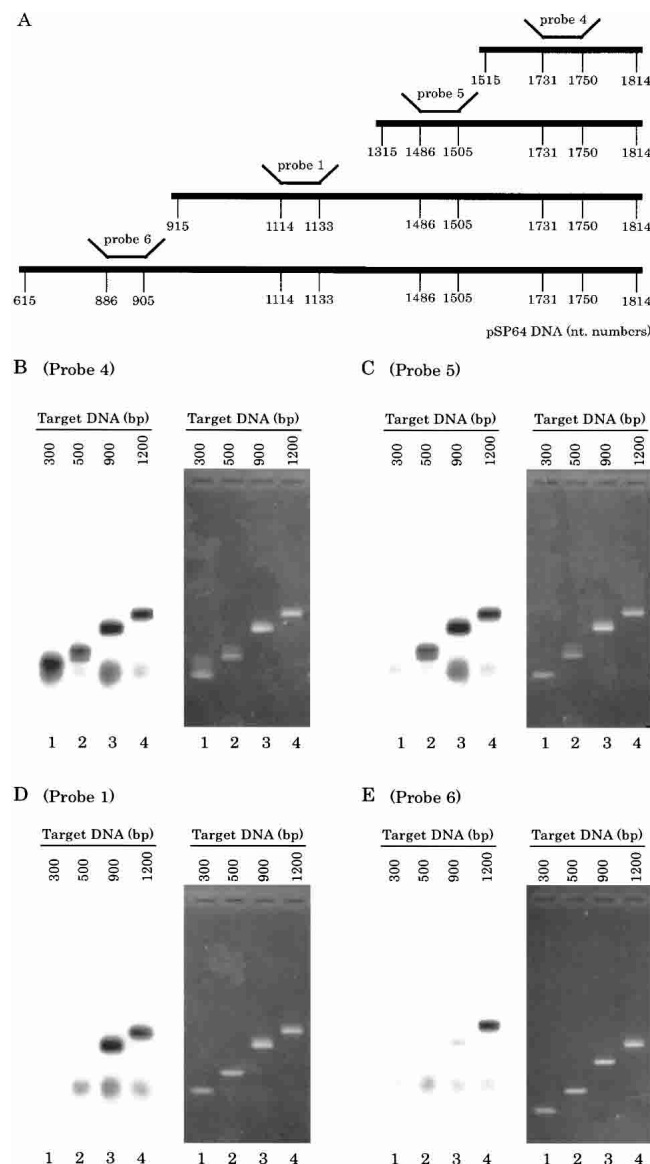 A
probe 4
1515 1731 1750 1814
probe 5
1315 1486 1505 1731 1750 1814
probe 1
915 1114 1133 1486 1505 1731 1750 1814
probe 6
615 886 905 1114 1133 1486 1505 1731 1750 1814
pSP64 DNA (nt. numbers)
B (Probe 4)
Target DNA (bp) Target DNA (bp)
300 500 900 1200 300 500 900 1200
1 2 3 4 1 2 3 4
C (Probe 5)
Target DNA (bp) Target DNA (bp)
300 500 900 1200 300 500 900 1200
1 2 3 4 1 2 3 4
D (Probe 1)
Target DNA (bp) Target DNA (bp)
300 500 900 1200 300 500 900 1200
1 2 3 4 1 2 3 4
E (Probe 6)
Target DNA (bp) Target DNA (bp)
300 500 900 1200 300 500 900 1200
1 2 3 4 1 2 3 4